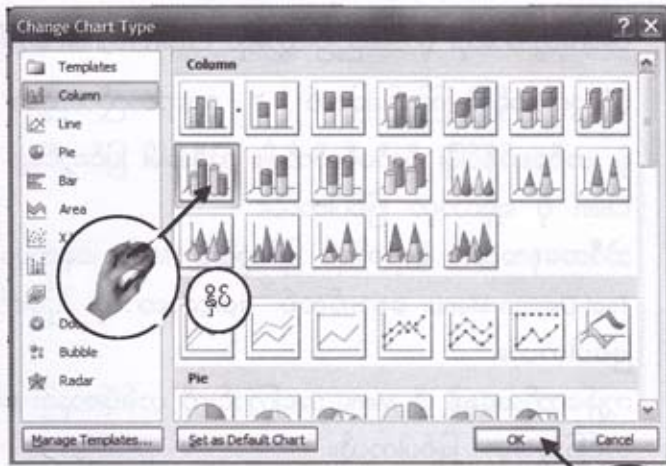 Change Chart Type
Templates
Column
Line
Pie
Bar
Area
Bubble
Radar
Column
နှိပ်
Pie
Manage Templates...
Set as Default Chart
OK
Cancel